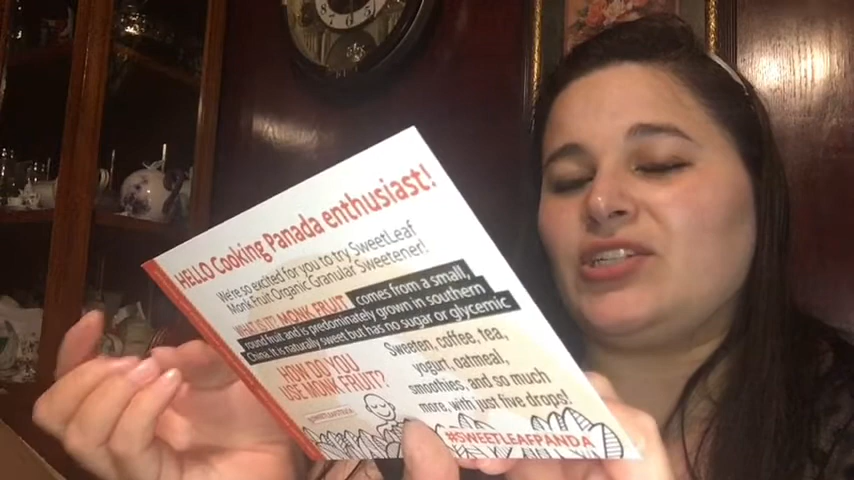 HELLO Cooking Panada enthusiast!
We're so excited for you to try SweetLeaf
Monk Fruit Organic Granular Sweetener.
WHAT IS IT? MONK FRUIT comes from a small,
round fruit and is predominately grown in southern
China. It is naturally sweet but has no sugar or glycemic
HOW DO YOU
USE MONK FRUIT?
Sweeten, coffee, tea,
yogurt, oatmeal,
smoothies, and so much
more, with just five drops!
#SWEETLEAFPANDA